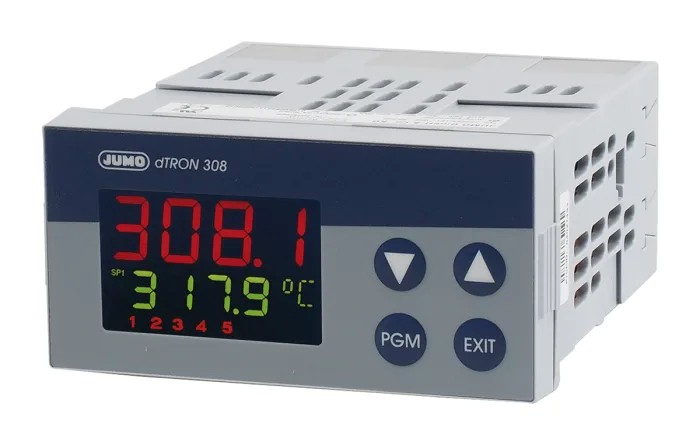 JUMO dTRON 308
308.1
SP1 317.9 °C
1 2 3 4 5
PGM EXIT